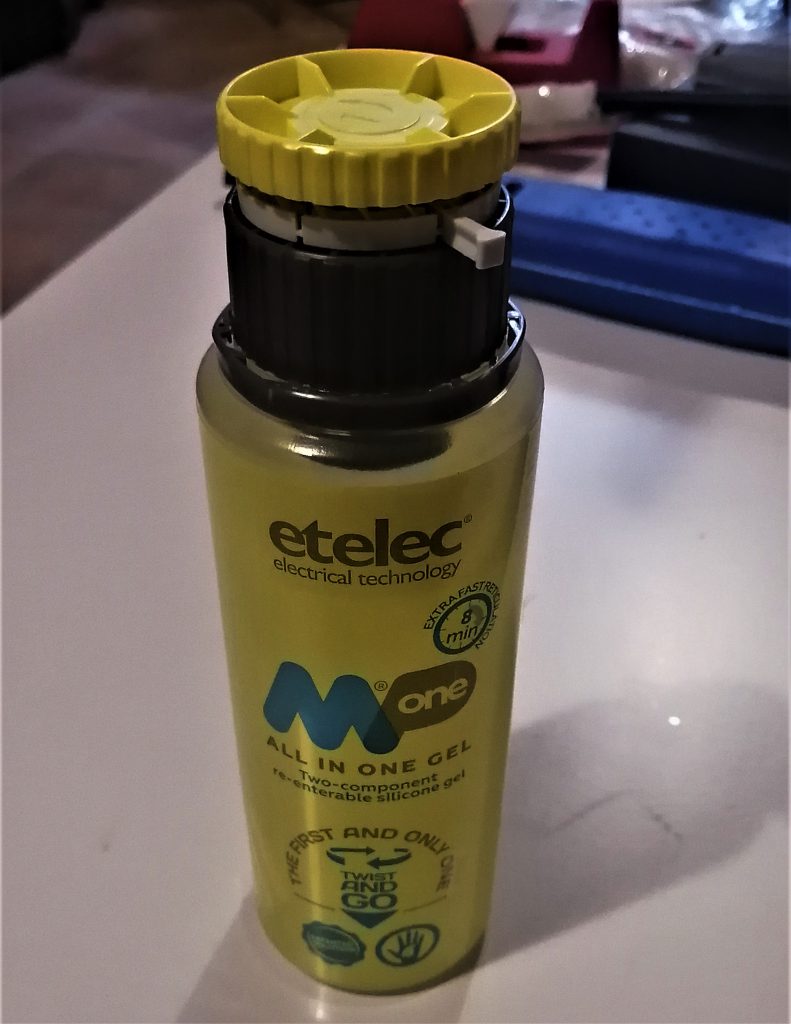 etelec®
electrical technology
EXTRA FAST RETICULATION
8
min
M® one
ALL IN ONE GEL
Two-component
re-enterable silicone gel
THE FIRST AND ONLY ONE
TWIST
AND
GO